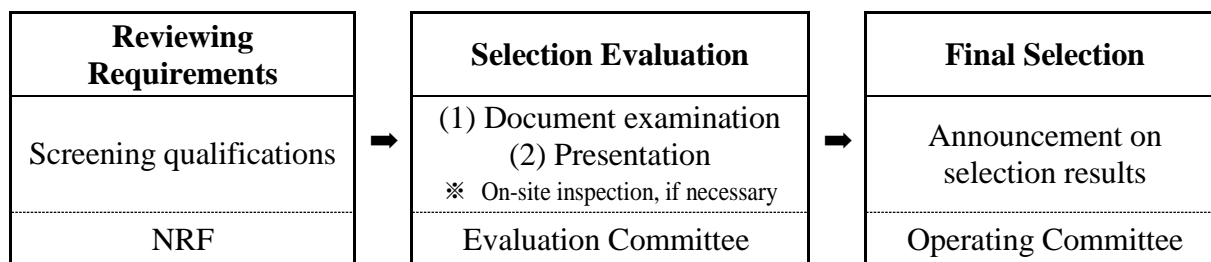 Reviewing
Requirements
Screening qualifications
NRF
➡
Selection Evaluation
(1) Document examination
(2) Presentation
※ On-site inspection, if necessary
Evaluation Committee
➡
Final Selection
Announcement on
selection results
Operating Committee